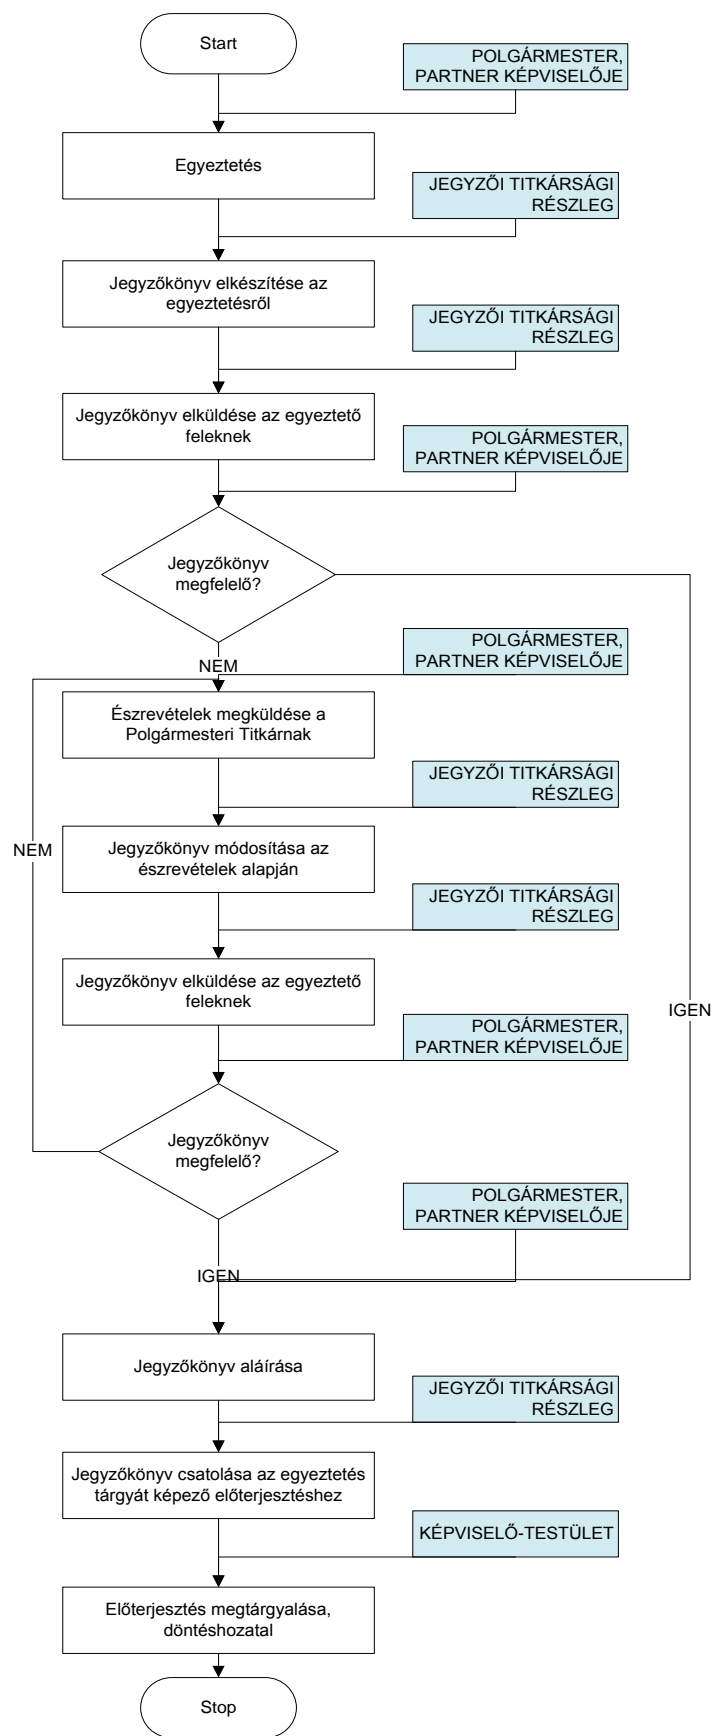 Start
POLGÁRMESTER,
PARTNER KÉPVISELŐJE
Egyeztetés
JEGYZŐI TITKÁRSÁGI
RÉSZLEG
Jegyzőkönyv elkészítése az
egyeztetésről
JEGYZŐI TITKÁRSÁGI
RÉSZLEG
Jegyzőkönyv elküldése az egyeztető
feleknek
POLGÁRMESTER,
PARTNER KÉPVISELŐJE
Jegyzőkönyv
megfelelő?
NEM
POLGÁRMESTER,
PARTNER KÉPVISELŐJE
Észrevételek megküldése a
Polgármesteri Titkárnak
JEGYZŐI TITKÁRSÁGI
RÉSZLEG
NEM
Jegyzőkönyv módosítása az
észrevételek alapján
JEGYZŐI TITKÁRSÁGI
RÉSZLEG
Jegyzőkönyv elküldése az egyeztető
feleknek
IGEN
POLGÁRMESTER,
PARTNER KÉPVISELŐJE
Jegyzőkönyv
megfelelő?
POLGÁRMESTER,
PARTNER KÉPVISELŐJE
IGEN
Jegyzőkönyv aláírása
JEGYZŐI TITKÁRSÁGI
RÉSZLEG
Jegyzőkönyv csatolása az egyeztetés
tárgyát képező előterjesztéshez
KÉPVISELŐ-TESTÜLET
Előterjesztés megtárgyalása,
döntéshozatal
Stop